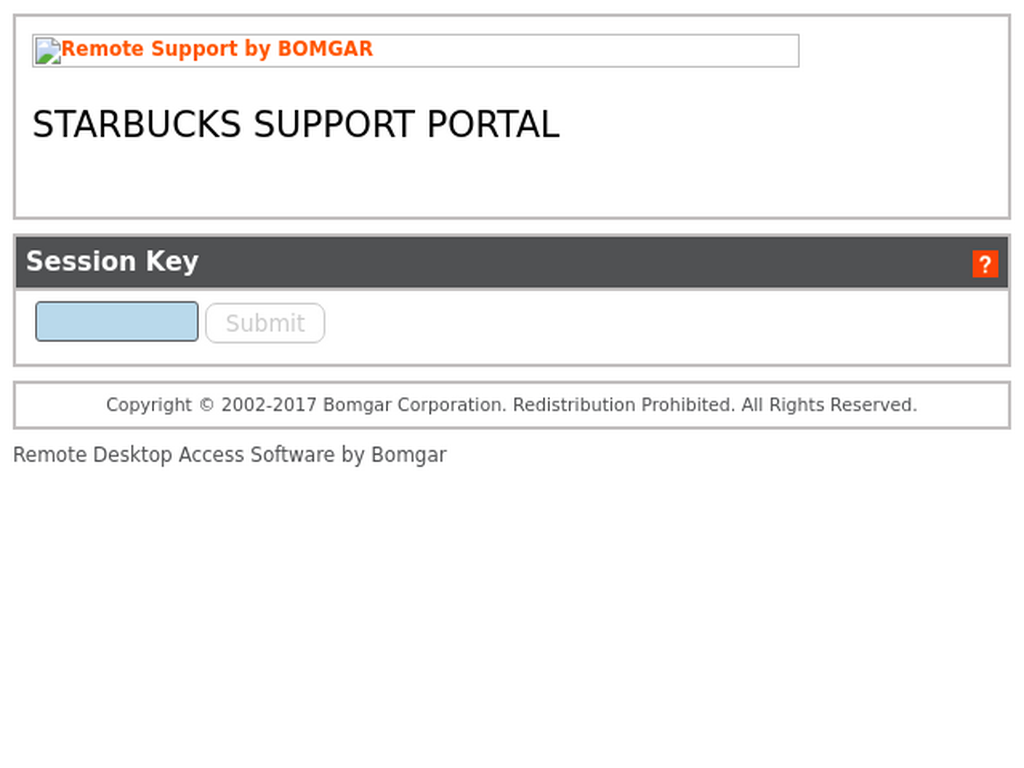 Remote Support by BOMGAR
STARBUCKS SUPPORT PORTAL
Session Key
?
Submit
Copyright © 2002-2017 Bomgar Corporation. Redistribution Prohibited. All Rights Reserved.
Remote Desktop Access Software by Bomgar